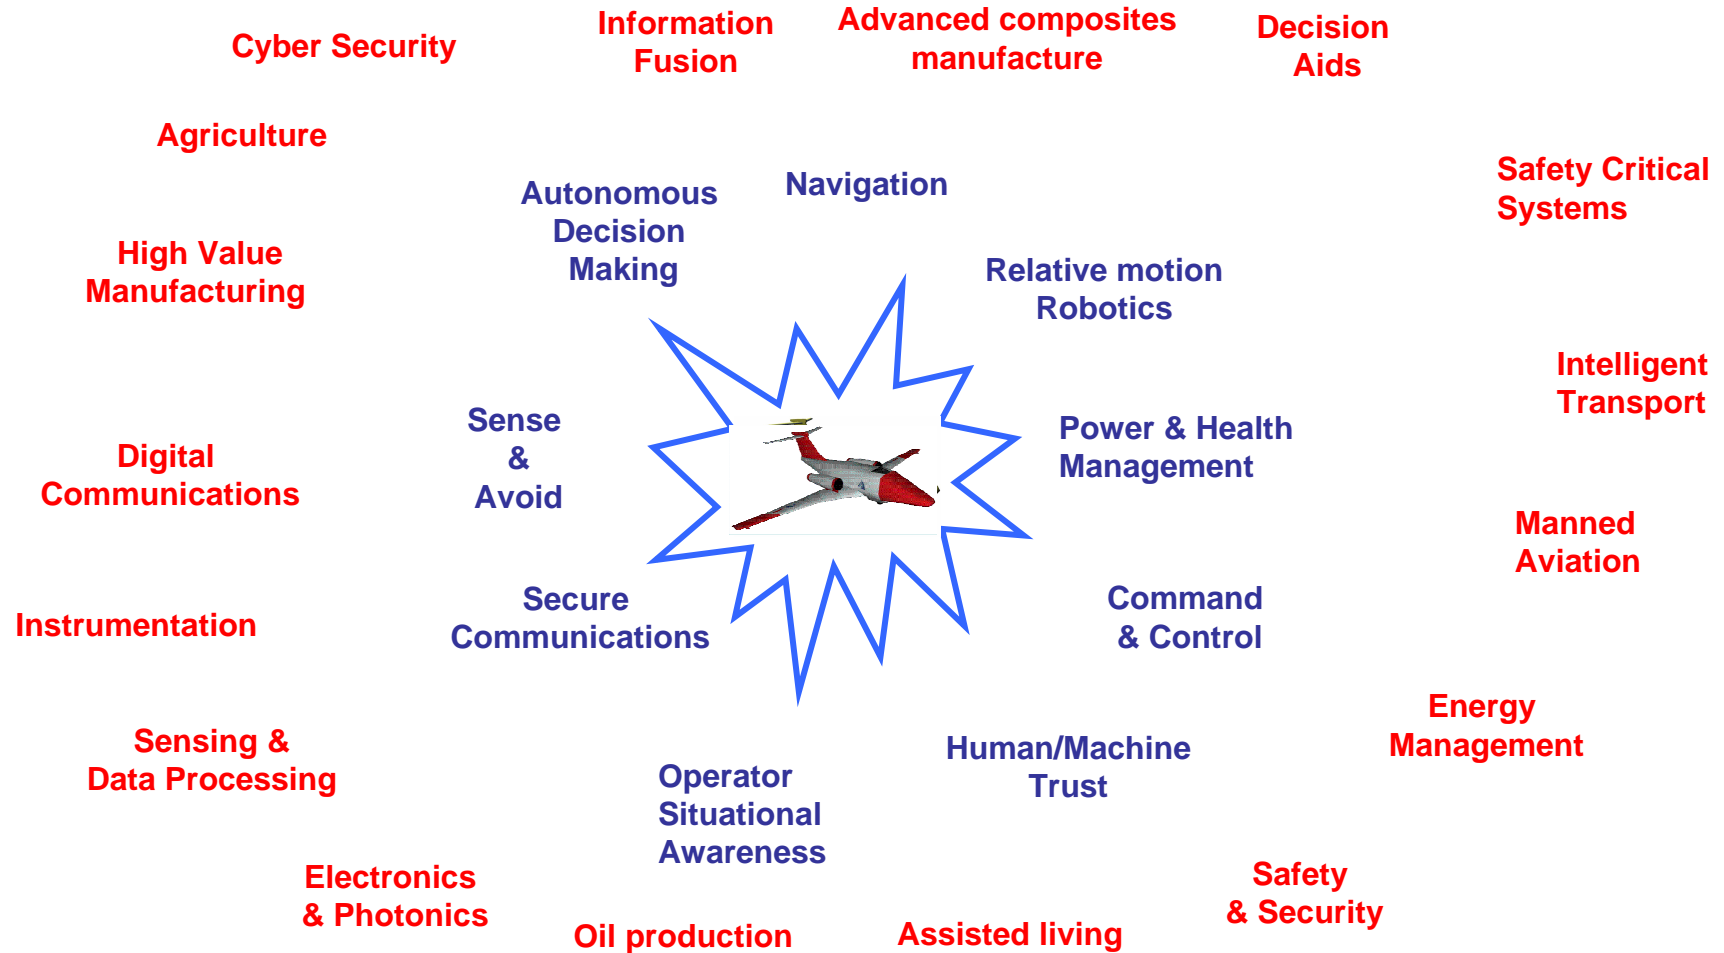 Cyber Security
Information
Fusion
Advanced composites
manufacture
Decision
Aids
Agriculture
Safety Critical
Systems
Autonomous
Decision
Making
Navigation
High Value
Manufacturing
Relative motion
Robotics
Intelligent
Transport
Sense
&
Avoid
Power & Health
Management
Digital
Communications
Manned
Aviation
Secure
Communications
Command
& Control
Instrumentation
Energy
Management
Sensing &
Data Processing
Human/Machine
Trust
Operator
Situational
Awareness
Electronics
& Photonics
Safety
& Security
Oil production
Assisted living